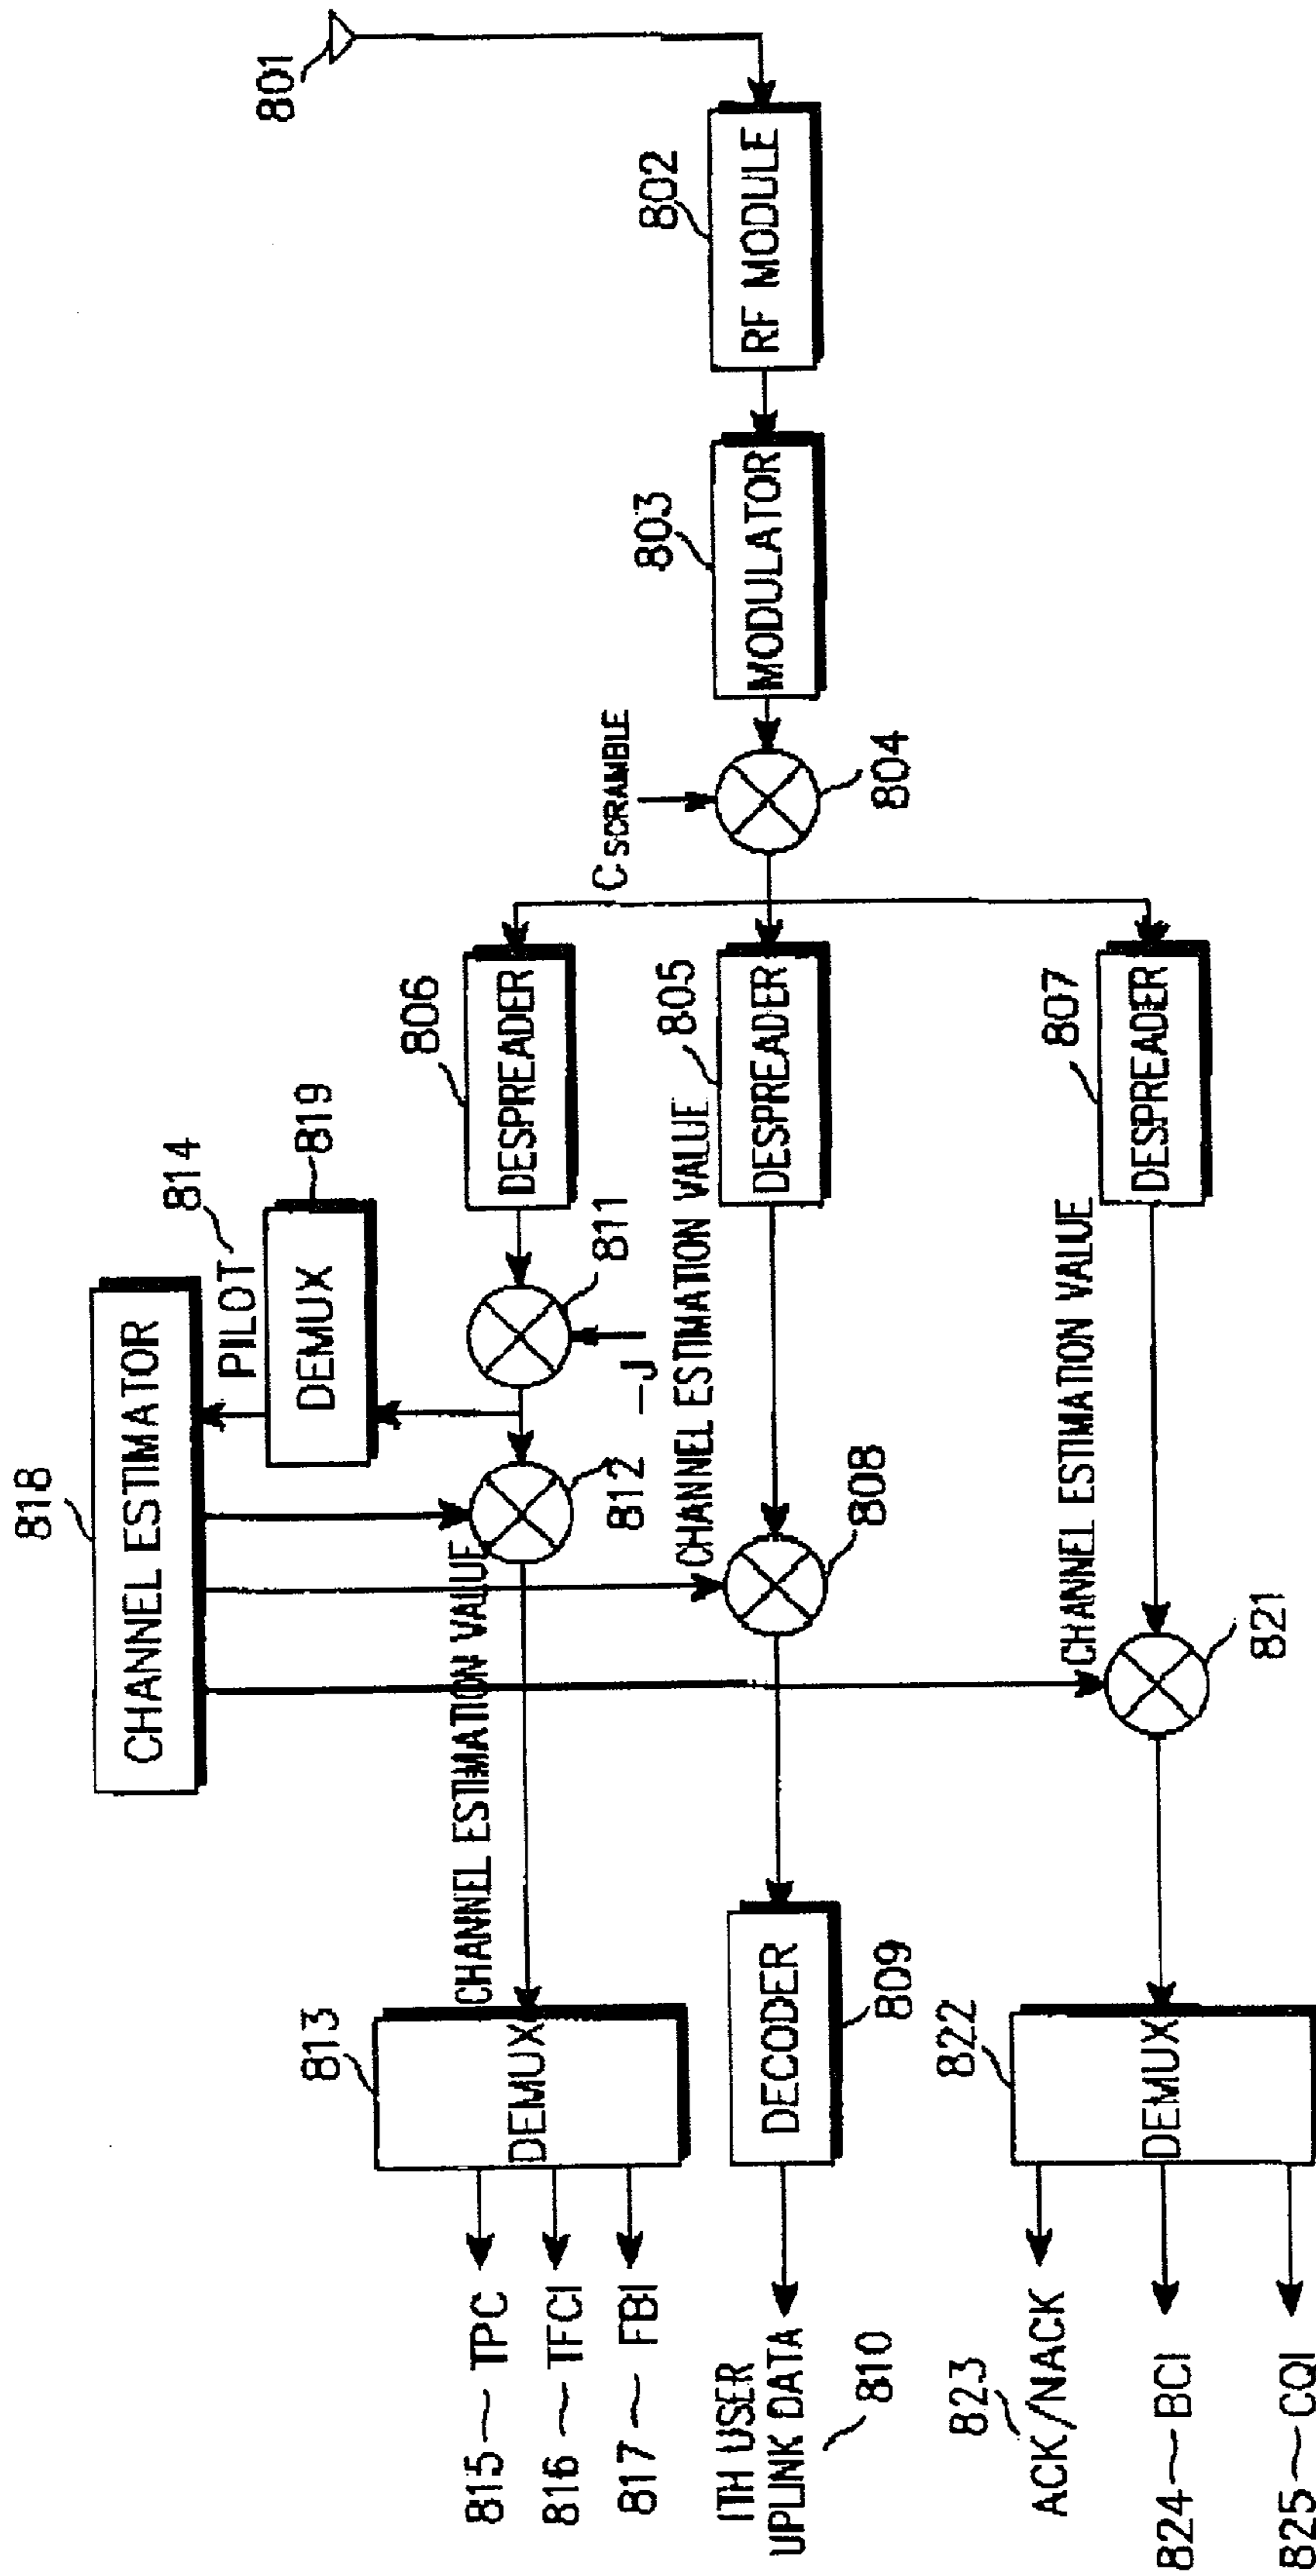 801
802
RF MODULE
803
MODULATOR
C SCRAMBLE
804
806
DESPREADER
805
DESPREADER
807
DESPREADER
814
PILOT
819
DEMUX
811
-J
812
818
CHANNEL ESTIMATOR
CHANNEL ESTIMATION VALUE
CHANNEL ESTIMATION VALUE
CHANNEL ESTIMATION VALUE
808
821
813
DEMUX
DECODER
809
822
DEMUX
815 TPC
816 TFCI
817 FBI
ITH USER
UPLINK DATA
810
823
ACK/NACK
824 BCI
825 CQI